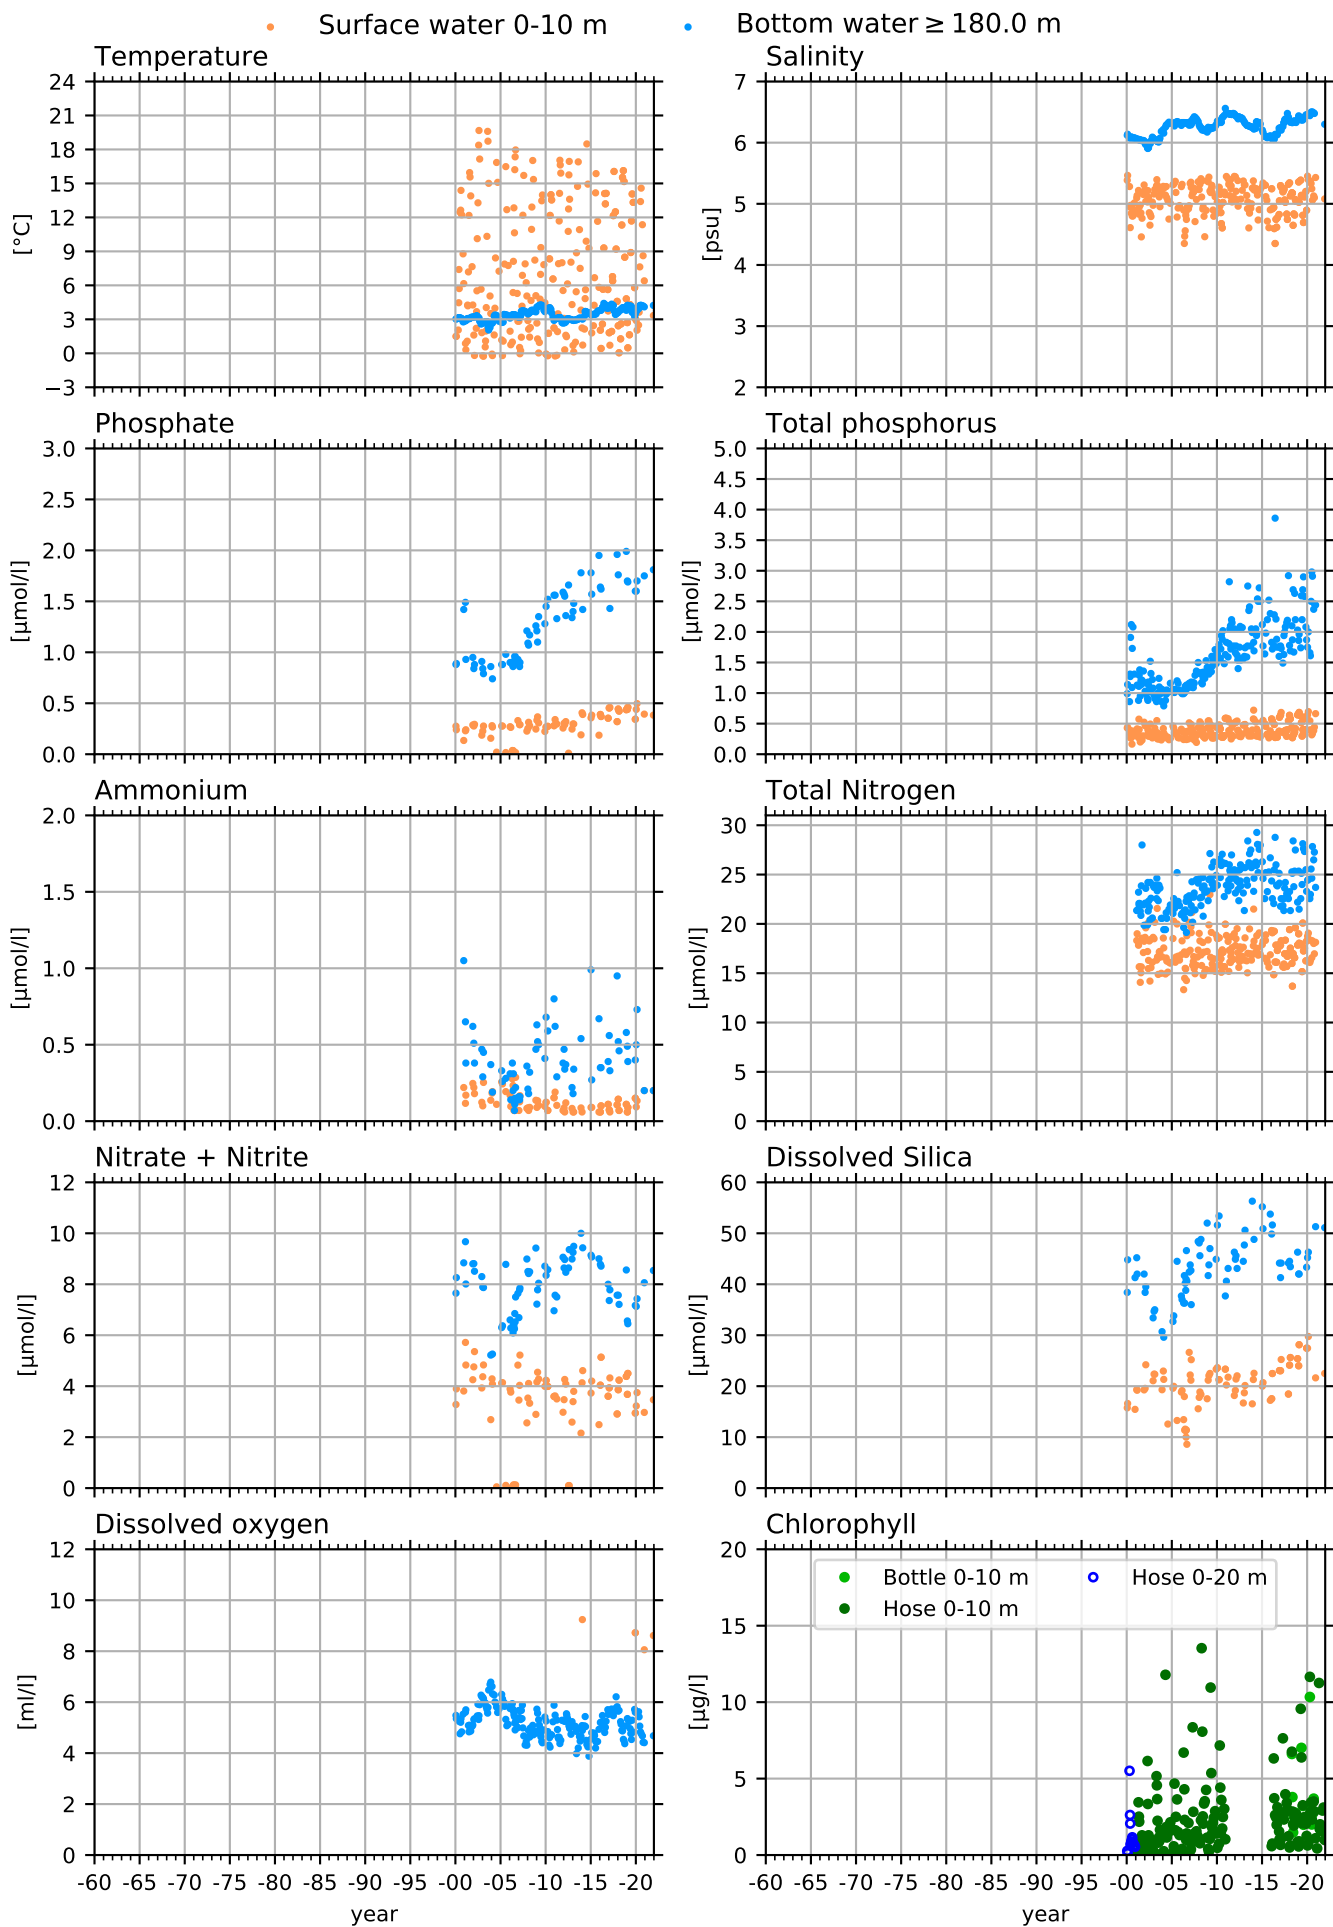 Surface water 0-10 m
Bottom water ≥ 180.0 m
Temperature
24
21
18
15
12
9
6
3
0
−3
[°C]
Salinity
7
6
5
4
3
2
[psu]
Phosphate
3.0
2.5
2.0
1.5
1.0
0.5
0.0
[µmol/l]
Total phosphorus
5.0
4.5
4.0
3.5
3.0
2.5
2.0
1.5
1.0
0.5
0.0
[µmol/l]
Ammonium
2.0
1.5
1.0
0.5
0.0
[µmol/l]
Total Nitrogen
30
25
20
15
10
5
0
[µmol/l]
Nitrate + Nitrite
12
10
8
6
4
2
0
[µmol/l]
Dissolved Silica
60
50
40
30
20
10
0
[µmol/l]
Dissolved oxygen
12
10
8
6
4
2
0
[ml/l]
-60 -65 -70 -75 -80 -85 -90 -95 -00 -05 -10 -15 -20
year
Chlorophyll
Bottle 0-10 m
Hose 0-10 m
Hose 0-20 m
20
15
10
5
0
[µg/l]
-60 -65 -70 -75 -80 -85 -90 -95 -00 -05 -10 -15 -20
year